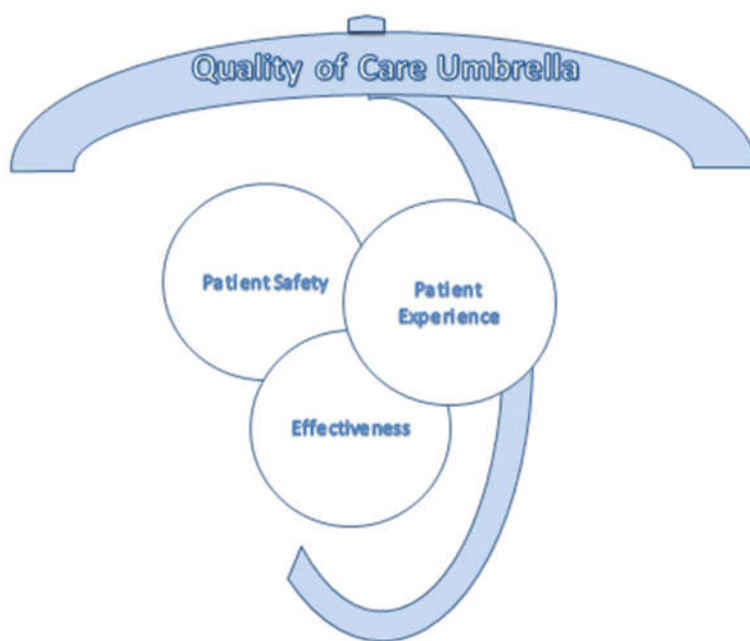 Quality of Care Umbrella
Patient Safety
Patient
Experience
Effectiveness